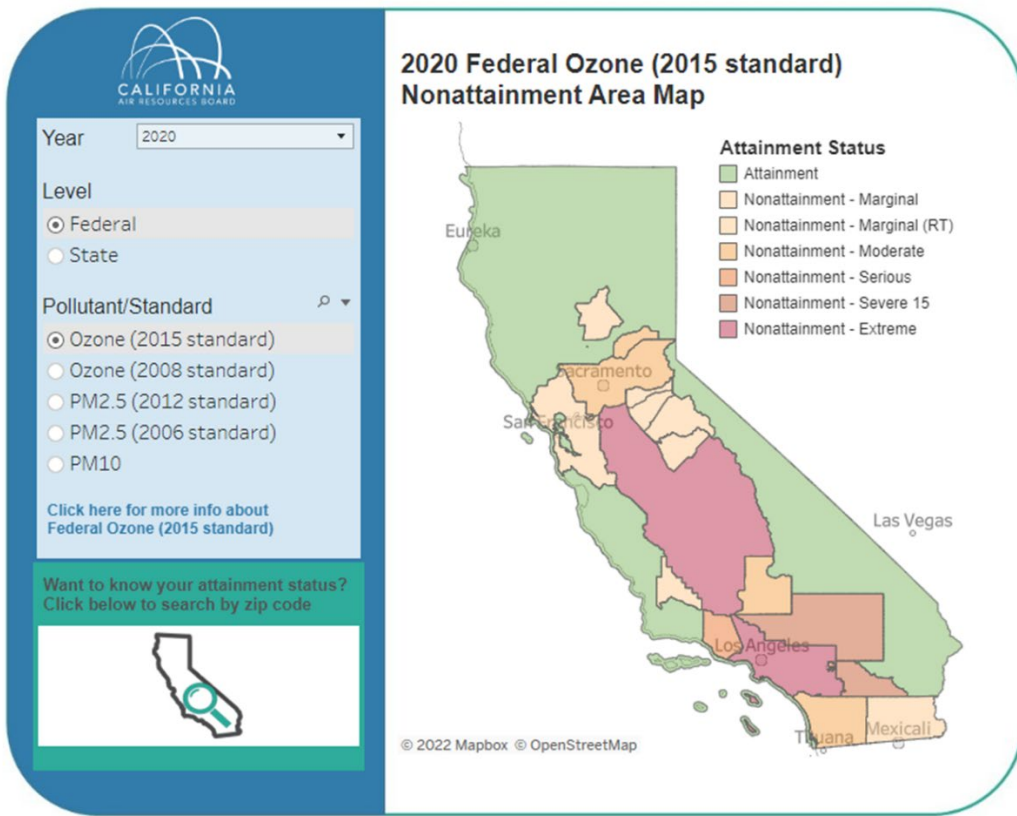 CALIFORNIA
AIR RESOURCES BOARD
Year
2020
Level
Federal
State
Pollutant/Standard
Ozone (2015 standard)
Ozone (2008 standard)
PM2.5 (2012 standard)
PM2.5 (2006 standard)
PM10
Click here for more info about
Federal Ozone (2015 standard)
Want to know your attainment status?
Click below to search by zip code
2020 Federal Ozone (2015 standard)
Nonattainment Area Map
Attainment Status
Attainment
Nonattainment - Marginal
Nonattainment - Marginal (RT)
Nonattainment - Moderate
Nonattainment - Serious
Nonattainment - Severe 15
Nonattainment - Extreme
Eureka
Sacramento
San Francisco
Las Vegas
Los Angeles
Tijuana
Mexicali
© 2022 Mapbox © OpenStreetMap